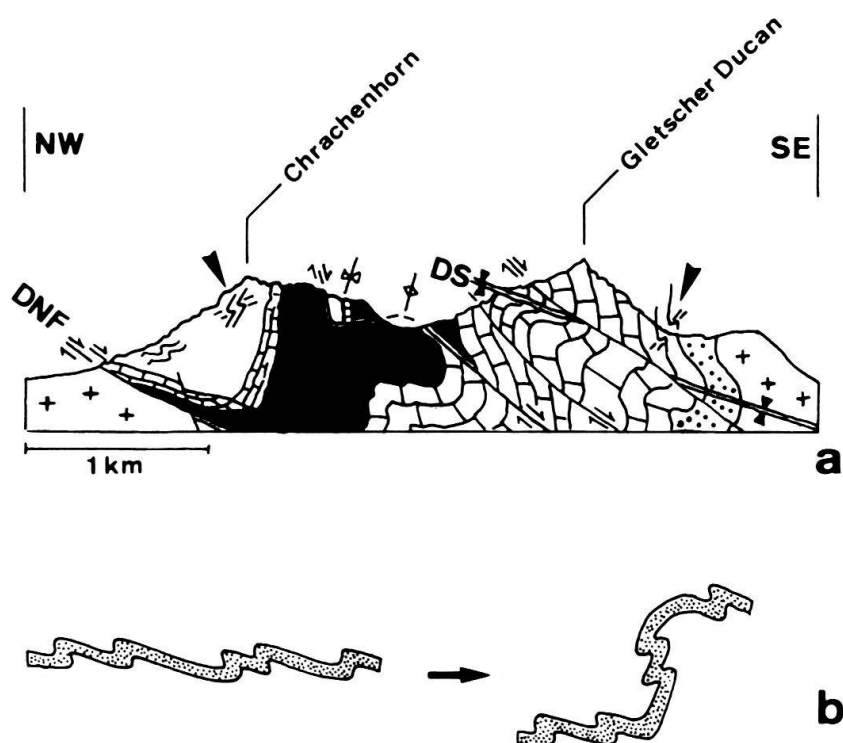 NW
Chrachenhorn
Gletscher Ducan
SE
DNF
DS
1 km
a
b